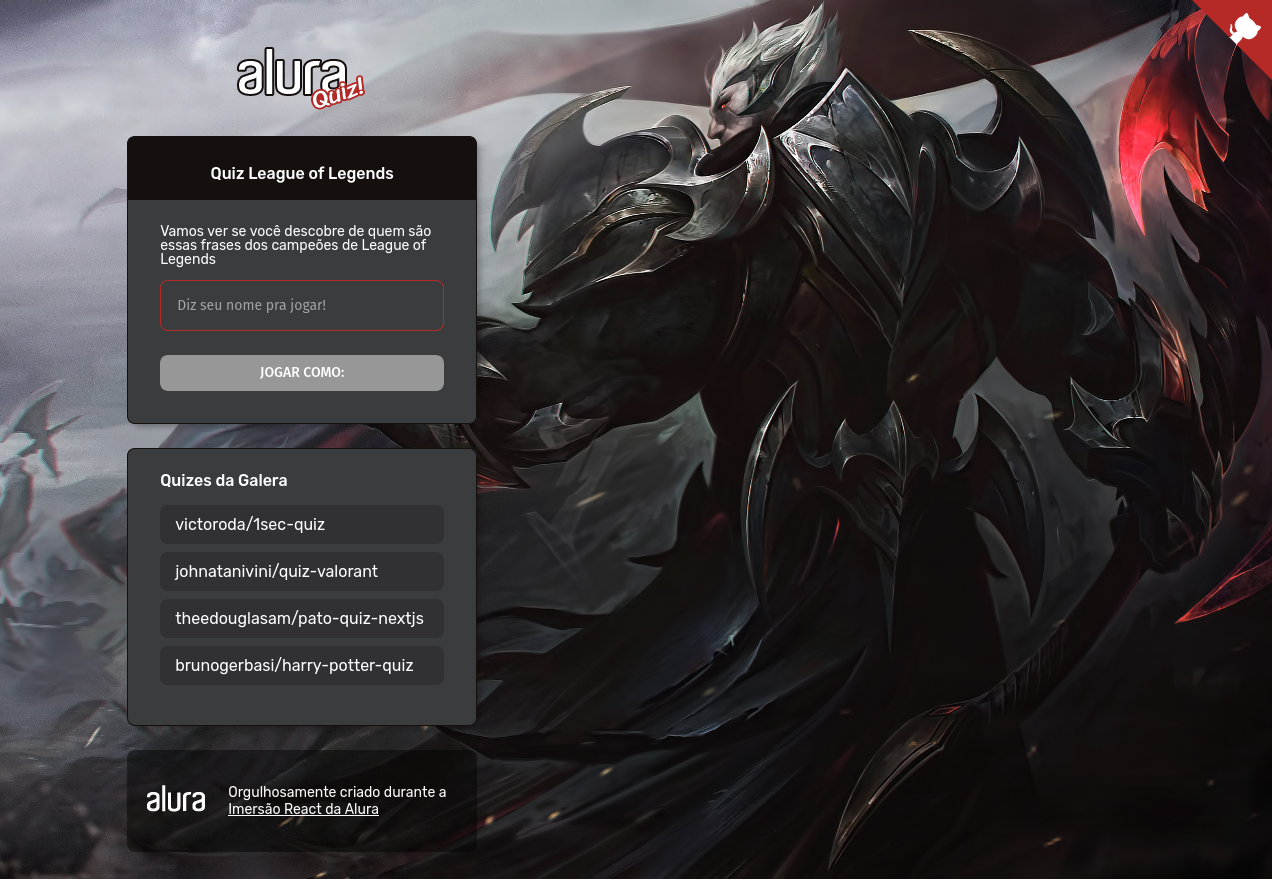 alura
Quiz!
Quiz League of Legends
Vamos ver se você descobre de quem são
essas frases dos campeões de League of
Legends
Diz seu nome pra jogar!
JOGAR COMO:
Quizes da Galera
victoroda/1sec-quiz
johnatanivini/quiz-valorant
theedouglasam/pato-quiz-nextjs
brunogerbasi/harry-potter-quiz
alura
Orgulhosamente criado durante a
Imersão React da Alura